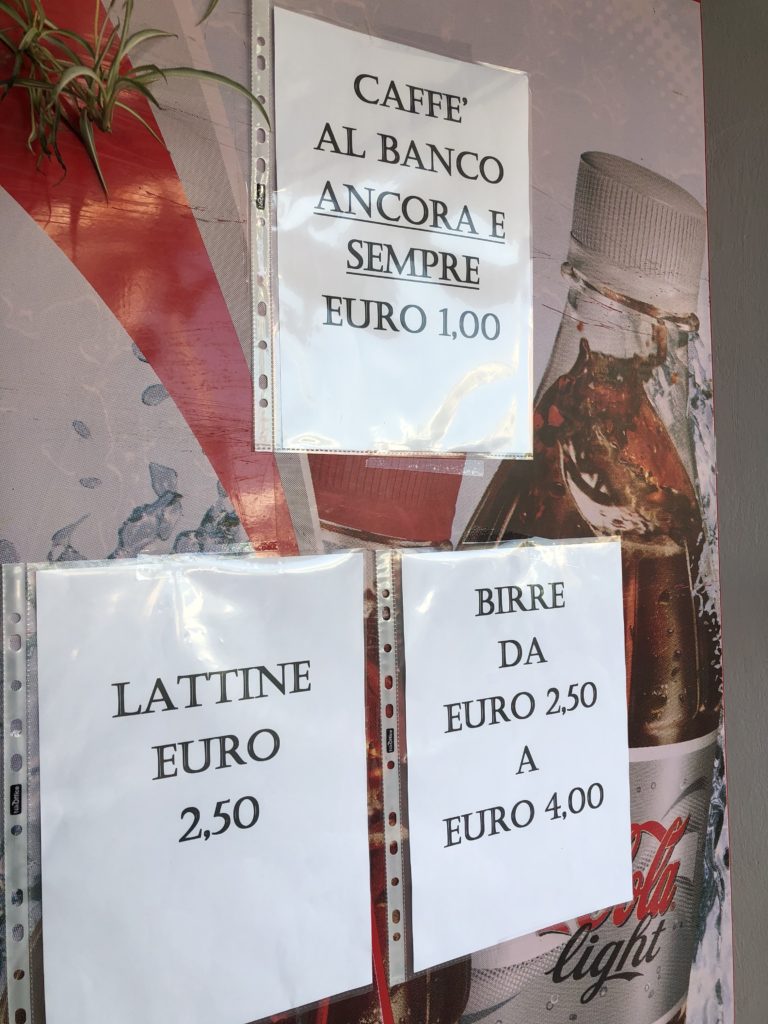 CAFFE'
AL BANCO
ANCORA E
SEMPRE
EURO 1,00
LATTINE
EURO
2,50
BIRRE
DA
EURO 2,50
A
EURO 4,00
Cola
light